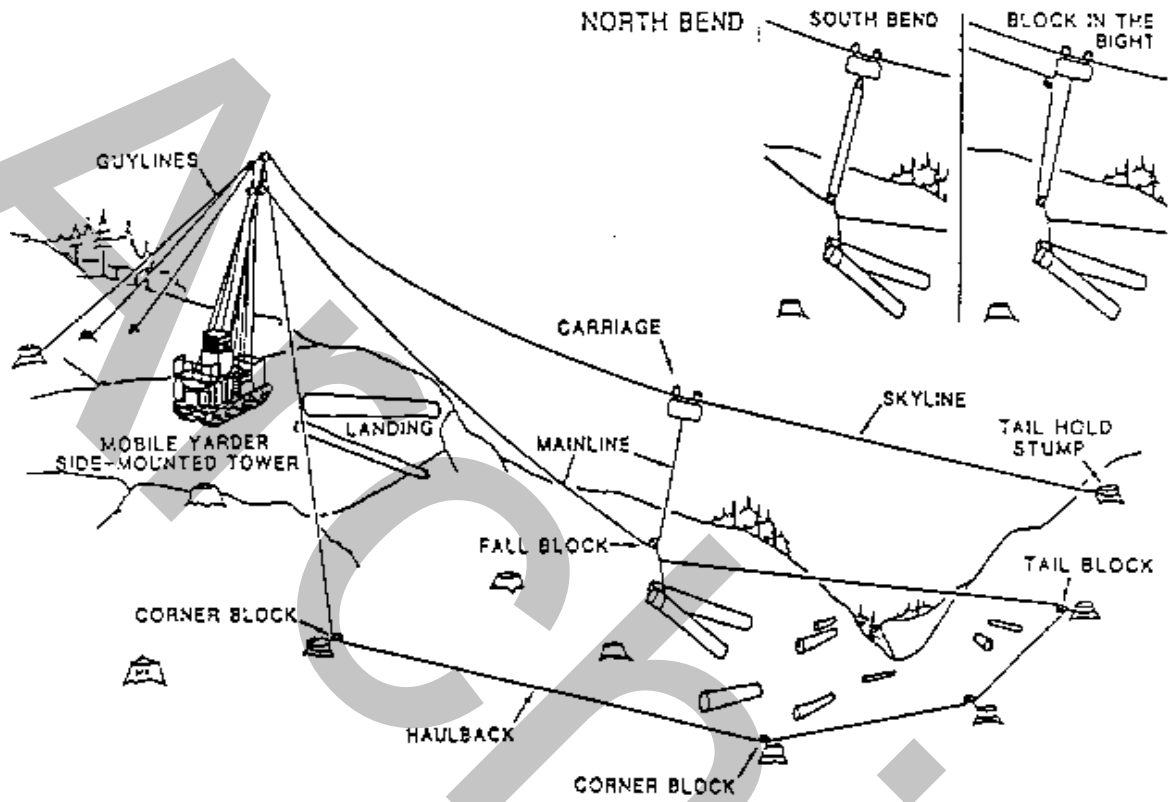 NORTH BEND
SOUTH BEND
BLOCK IN THE
BIGHT
GUYLINES
CARRIAGE
SKYLINE
TAIL HOLD
STUMP
MOBILE YARDER
SIDE-MOUNTED TOWER
LANDING
MAINLINE
FALL BLOCK
TAIL BLOCK
CORNER BLOCK
HAULBACK
CORNER BLOCK
Arch.